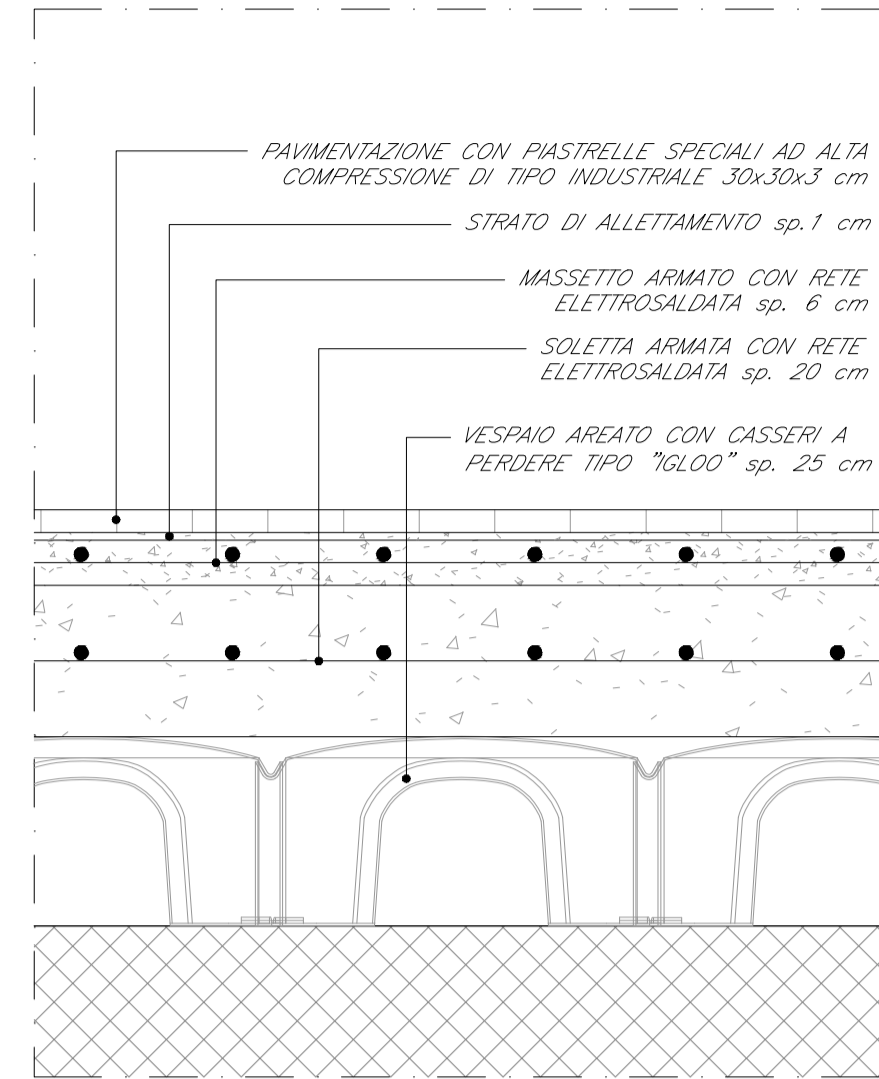 PAVIMENTAZIONE CON PIASTRELLE SPECIALI AD ALTA
COMPRESSIONE DI TIPO INDUSTRIALE 30x30x3 cm
STRATO DI ALLETTAMENTO sp.1 cm
MASSETTO ARMATO CON RETE
ELETTROSALDATA sp. 6 cm
SOLETTA ARMATA CON RETE
ELETTROSALDATA sp. 20 cm
VESPAIO AREATO CON CASSERI A
PERDERE TIPO "IGLOO" sp. 25 cm